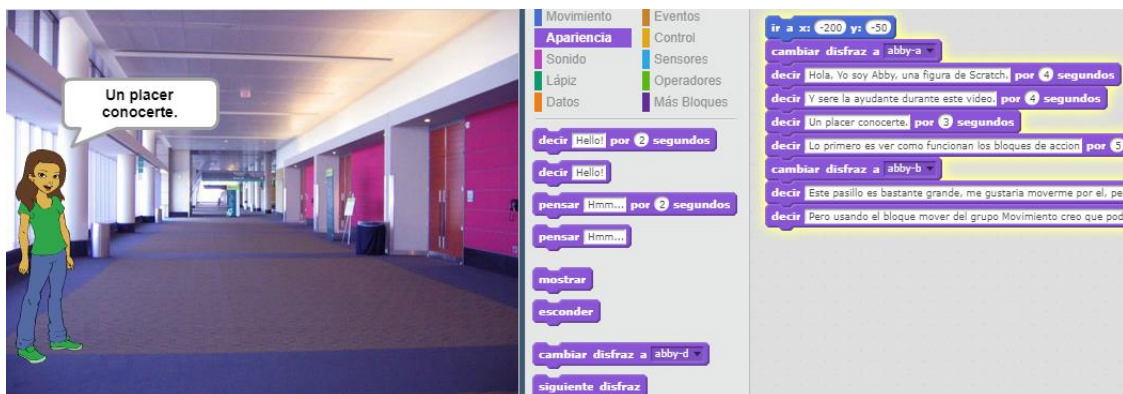 Un placer
conocerte.
Movimiento
Apariencia
Sonido
Lápiz
Datos
Eventos
Control
Sensores
Operadores
Más Bloques
decir Hello! por 2 segundos
decir Hello!
pensar Hmm... por 2 segundos
pensar Hmm...
mostrar
esconder
cambiar disfraz a abby-d
siguiente disfraz
ir a x: -200 y: -50
cambiar disfraz a abby-a
decir Hola, Yo soy Abby, una figura de Scratch. por 4 segundos
decir Y sere la ayudante durante este video. por 4 segundos
decir Un placer conocerte. por 3 segundos
decir Lo primero es ver como funcionan los bloques de accion por 5
cambiar disfraz a abby-b
decir Este pasillo es bastante grande, me gustaria moverme por el, pe
decir Pero usando el bloque mover del grupo Movimiento creo que pod